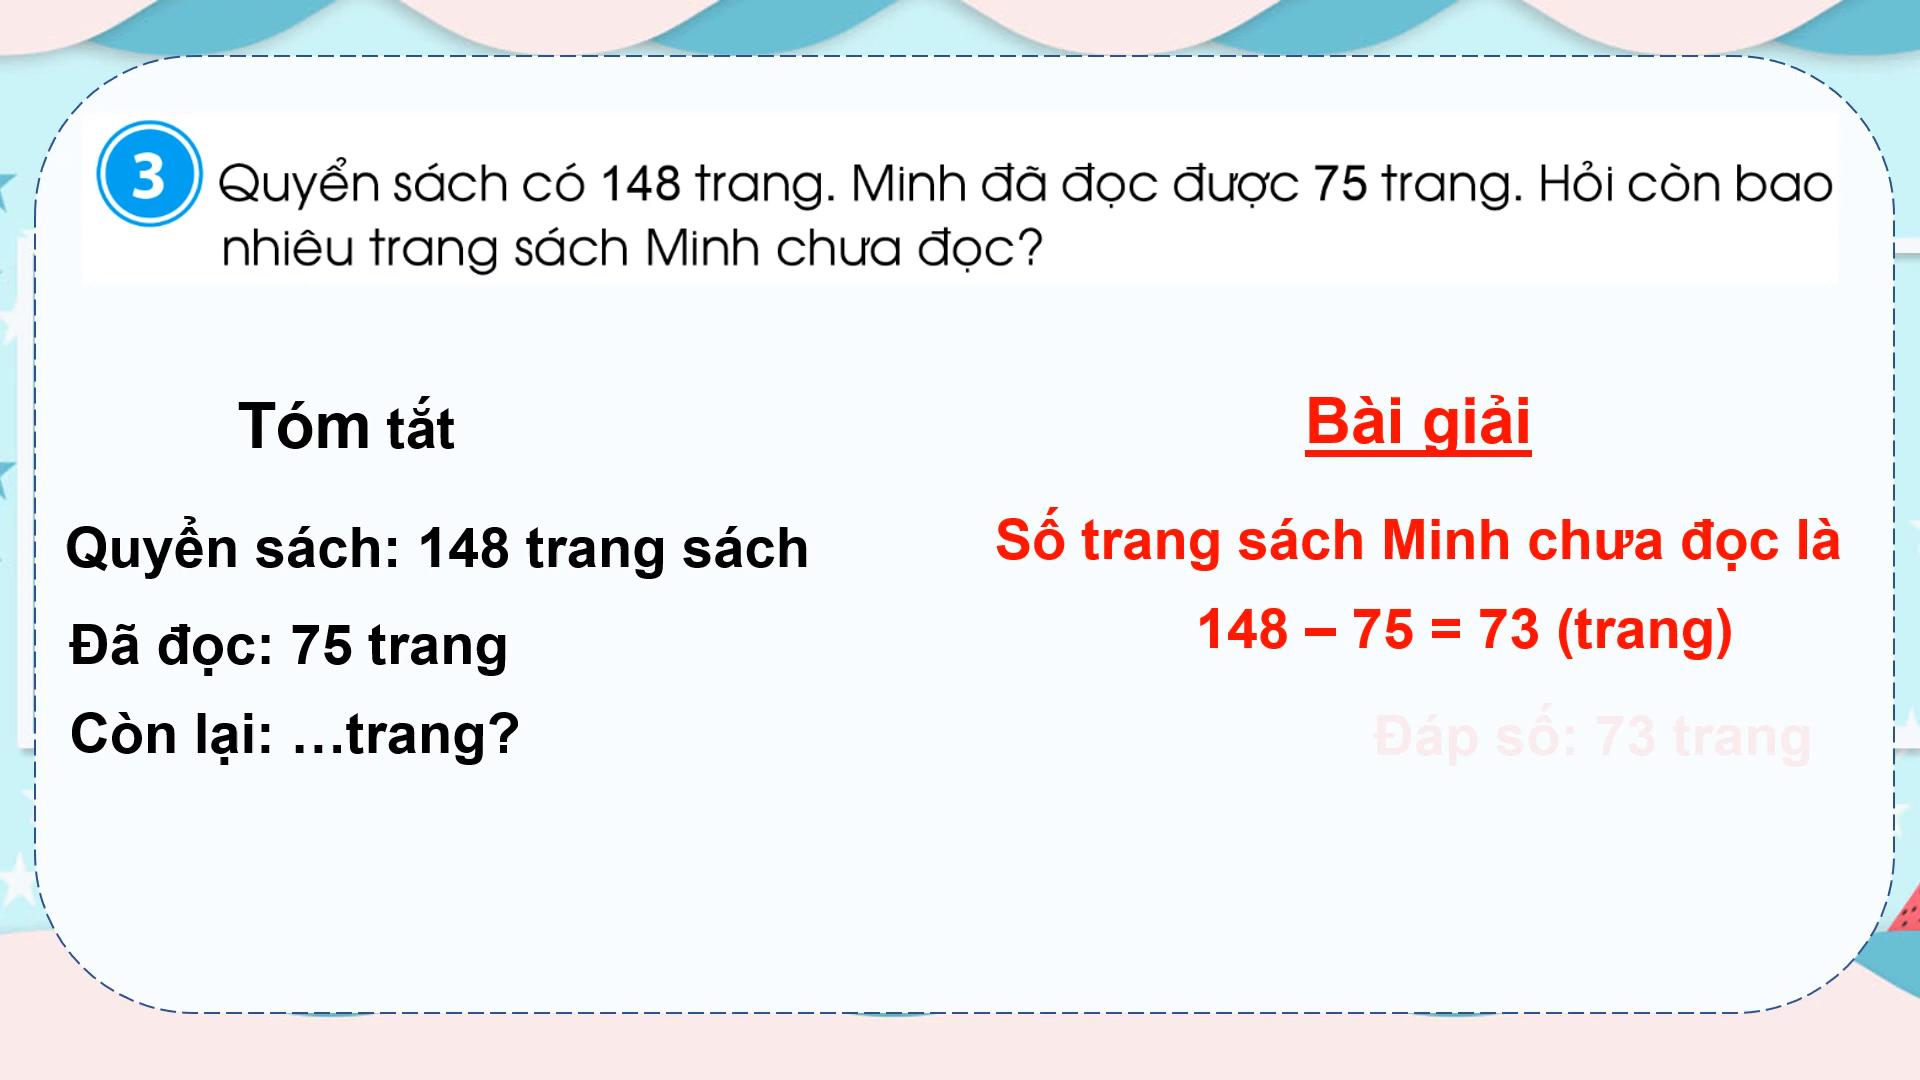 3
Quyển sách có 148 trang. Minh đã đọc được 75 trang. Hỏi còn bao
nhiêu trang sách Minh chưa đọc?
Tóm tắt
Quyển sách: 148 trang sách
Đã đọc: 75 trang
Còn lại: …trang?
Bài giải
Số trang sách Minh chưa đọc là
148 – 75 = 73 (trang)
Đáp số: 73 trang